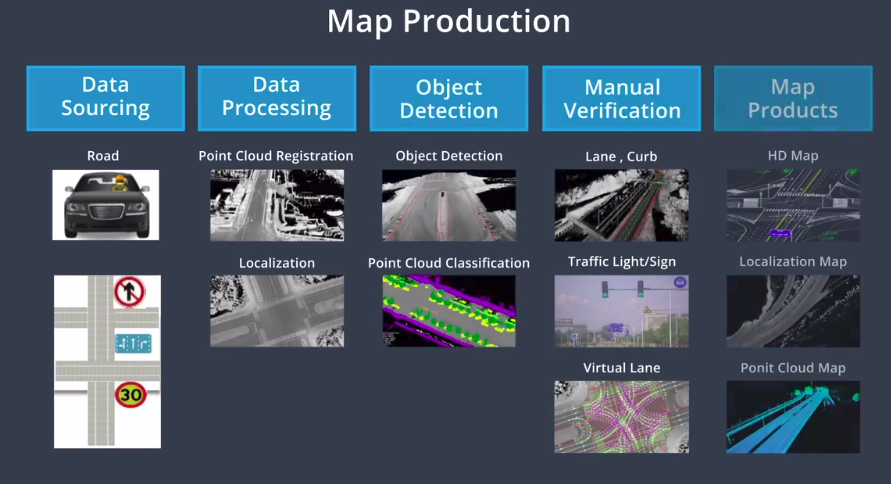 Map Production
Data
Sourcing
Data
Processing
Object
Detection
Manual
Verification
Map
Products
Road
Point Cloud Registration
Object Detection
Lane , Curb
HD Map
Localization
Point Cloud Classification
Traffic Light/Sign
Localization Map
Virtual Lane
Ponit Cloud Map
30